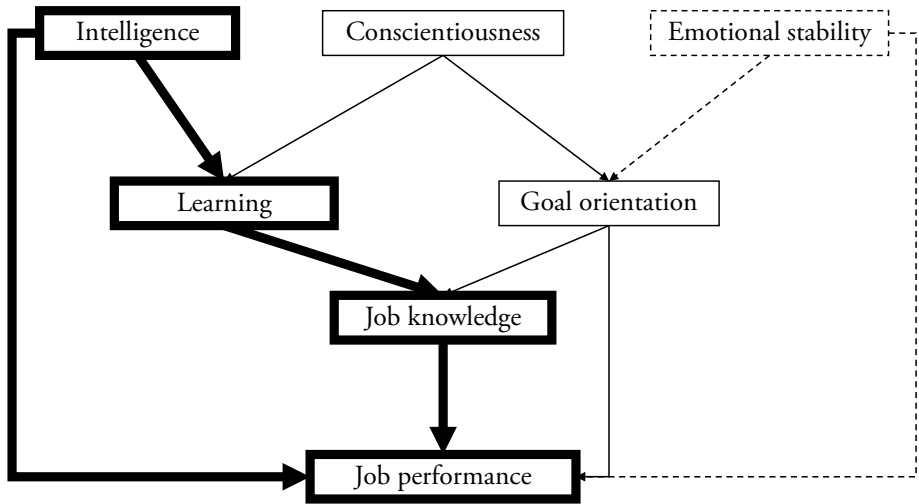 Intelligence
Conscientiousness
Emotional stability
Learning
Goal orientation
Job knowledge
Job performance